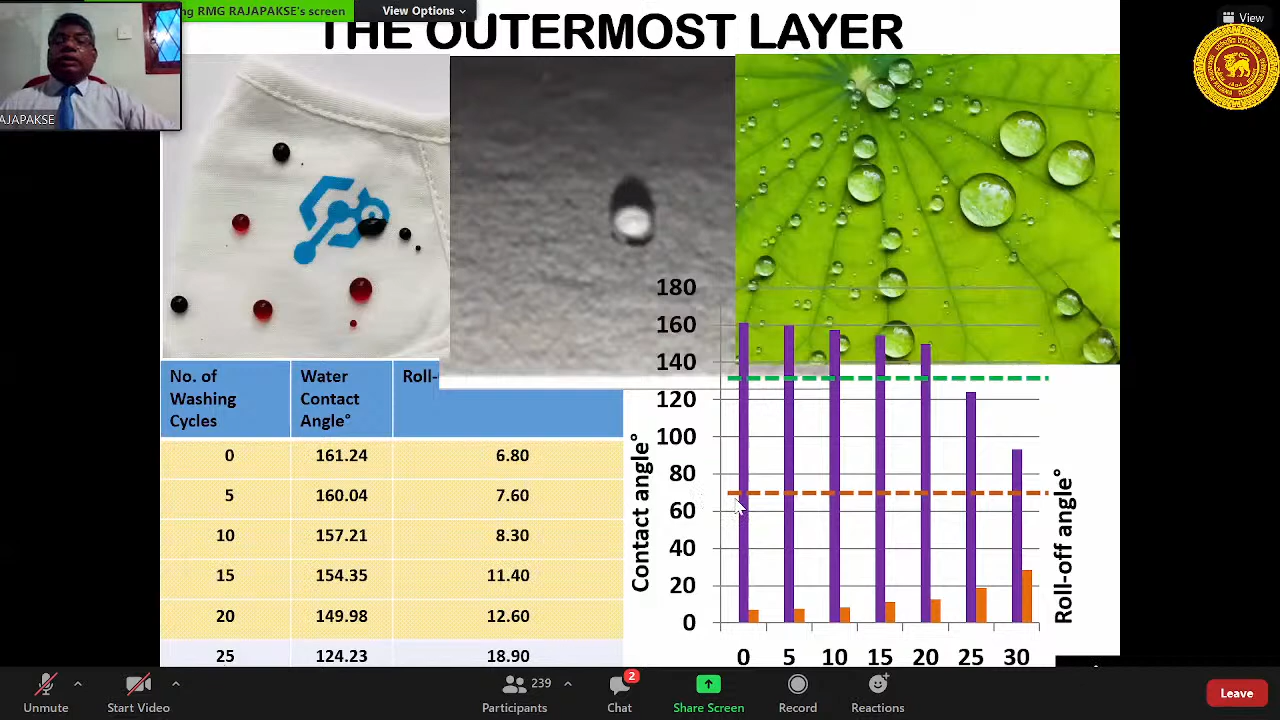 ng RMG RAJAPAKSE's screen
View Options
View
THE OUTERMOST LAYER
AJAPAKSE
No. of
Washing
Cycles
Water
Contact
Angle°
Roll-
0 161.24 6.80
5 160.04 7.60
10 157.21 8.30
15 154.35 11.40
20 149.98 12.60
25 124.23 18.90
Contact angle°
180
160
140
120
100
80
60
40
20
0
0 5 10 15 20 25 30
Roll-off angle°
Unmute
Start Video
239
Participants
2
Chat
Share Screen
Record
Reactions
Leave